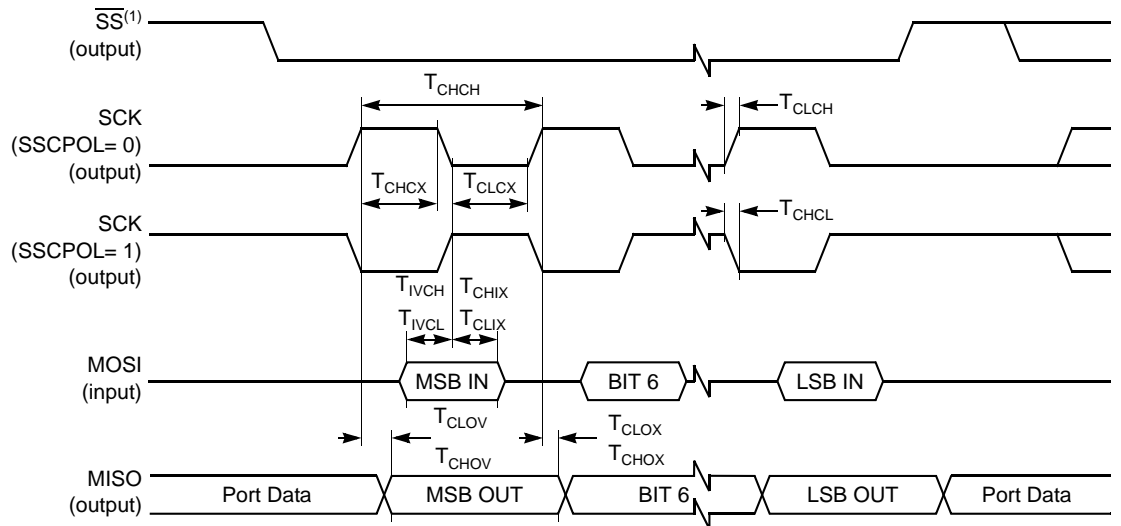 SS(1)
(output)
TCHCH
TCLCH
SCK
(SSCPOL= 0)
(output)
TCHCX
TCLCX
SCK
(SSCPOL= 1)
(output)
TCHCL
TIVCH
TCHIX
TIVCL
TCLIX
MOSI
(input)
MSB IN
BIT 6
LSB IN
TCLOV
TCLOX
TCHOV
TCHOX
MISO
(output)
Port Data
MSB OUT
BIT 6
LSB OUT
Port Data